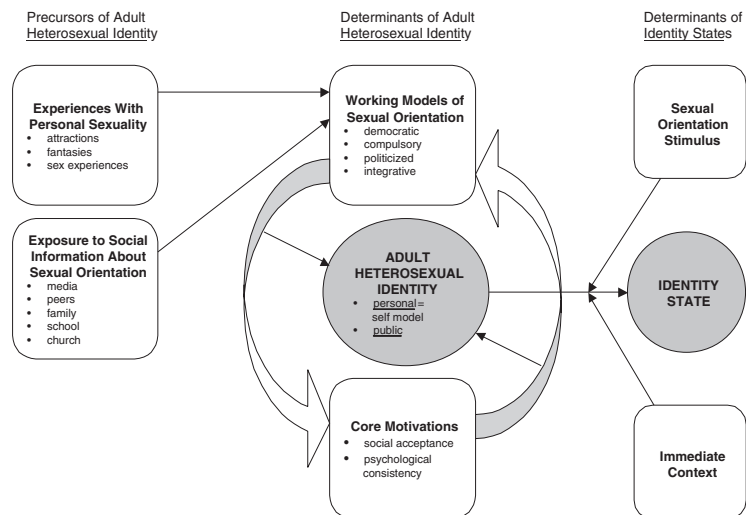 Precursors of Adult
Heterosexual Identity
Determinants of Adult
Heterosexual Identity
Determinants of
Identity States
Experiences With
Personal Sexuality
• attractions
• fantasies
• sex experiences
Exposure to Social
Information About
Sexual Orientation
• media
• peers
• family
• school
• church
Working Models of
Sexual Orientation
• democratic
• compulsory
• politicized
• integrative
ADULT
HETEROSEXUAL
IDENTITY
• personal =
self model
• public
Core Motivations
• social acceptance
• psychological
consistency
Sexual
Orientation
Stimulus
IDENTITY
STATE
Immediate
Context